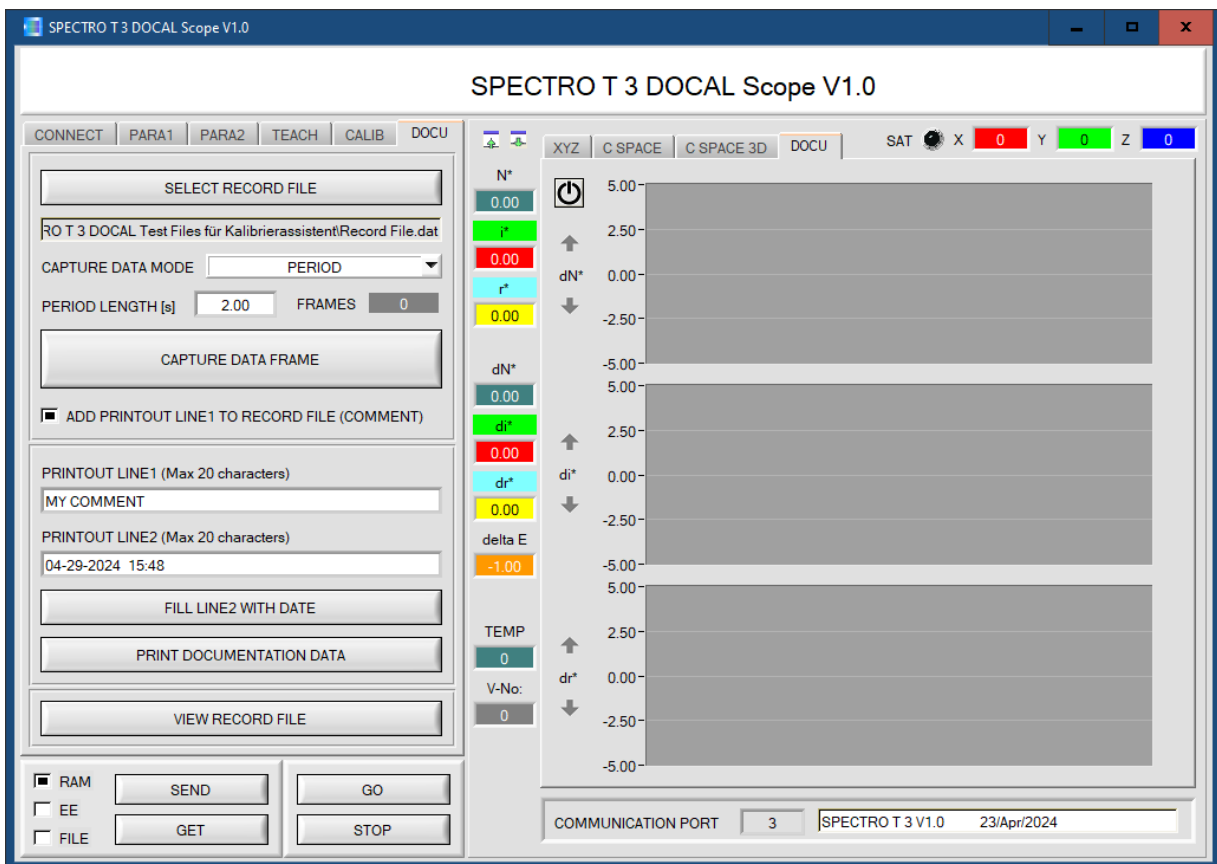 SPECTRO T 3 DOCAL Scope V1.0
SPECTRO T 3 DOCAL Scope V1.0
CONNECT PARA1 PARA2 TEACH CALIB DOCU
SELECT RECORD FILE
RO T 3 DOCAL Test Files für Kalibrierassistent\Record File.dat
CAPTURE DATA MODE PERIOD
PERIOD LENGTH [s] 2.00 FRAMES 0
CAPTURE DATA FRAME
ADD PRINTOUT LINE1 TO RECORD FILE (COMMENT)
PRINTOUT LINE1 (Max 20 characters)
MY COMMENT
PRINTOUT LINE2 (Max 20 characters)
04-29-2024 15:48
FILL LINE2 WITH DATE
PRINT DOCUMENTATION DATA
VIEW RECORD FILE
RAM
EE
FILE
SEND
GET
GO
STOP
N*
0.00
i*
0.00
r*
0.00
dN*
0.00
di*
0.00
dr*
0.00
delta E
-1.00
TEMP
0
V-No:
0
XYZ C SPACE C SPACE 3D DOCU
SAT X 0 Y 0 Z 0
5.00
2.50
dN* 0.00
-2.50
-5.00
5.00
2.50
di* 0.00
-2.50
-5.00
5.00
2.50
dr* 0.00
-2.50
-5.00
COMMUNICATION PORT 3 SPECTRO T 3 V1.0 23/Apr/2024